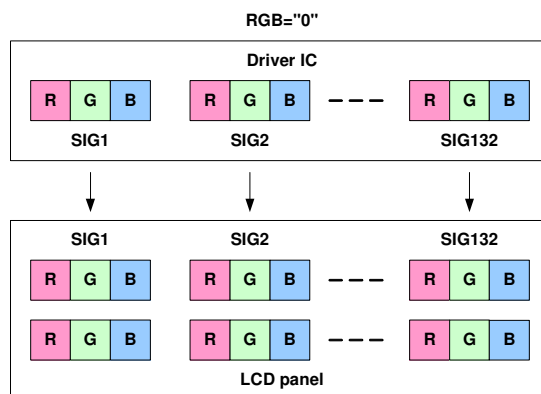 RGB="0"
Driver IC
R G B R G B R G B
SIG1 SIG2 SIG132
SIG1 SIG2 SIG132
R G B R G B R G B
R G B R G B R G B
LCD panel